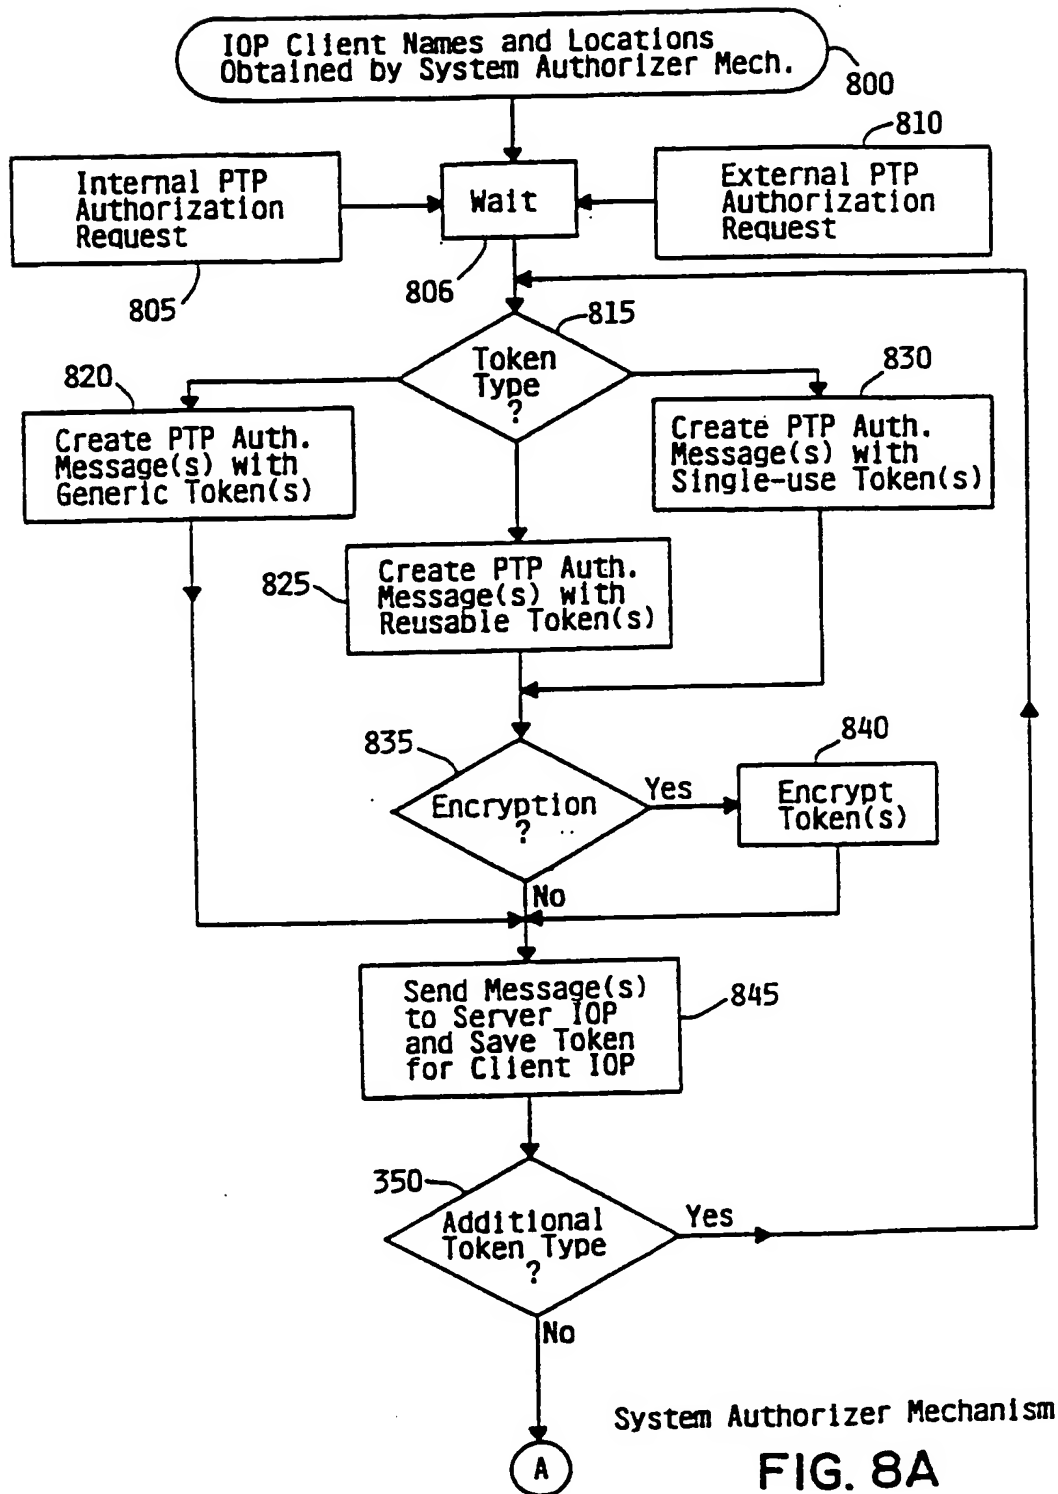 IOP Client Names and Locations
Obtained by System Authorizer Mech.
800
810
Internal PTP
Authorization
Request
Wait
External PTP
Authorization
Request
805
806
815
Token
Type
?
820
830
Create PTP Auth.
Message(s) with
Generic Token(s)
Create PTP Auth.
Message(s) with
Single-use Token(s)
825
Create PTP Auth.
Message(s) with
Reusable Token(s)
835
840
Encryption
?
Yes
Encrypt
Token(s)
No
Send Message(s)
to Server IOP
and Save Token
for Client IOP
845
350
Additional
Token Type
?
Yes
No
A
System Authorizer Mechanism
FIG. 8A